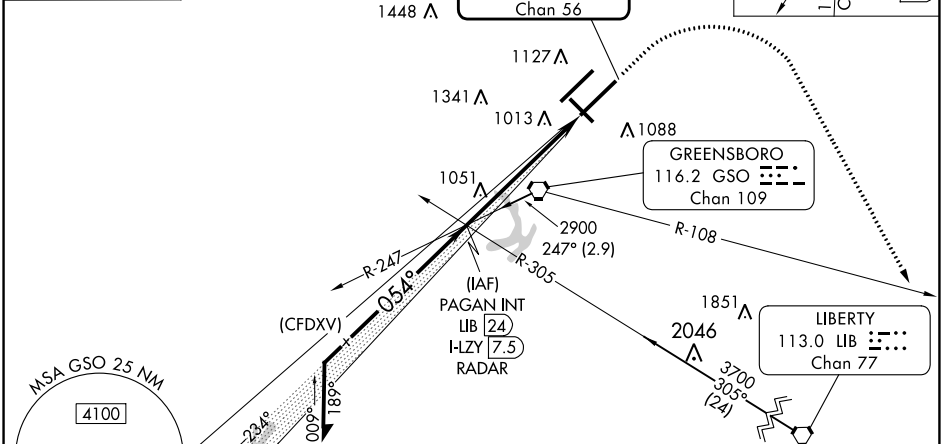 1448
Chan 56
1127
1341
1013
1088
GREENSBORO
116.2 GSO
Chan 109
1051
2900
247° (2.9)
R-108
R-247
R-305
054°
(IAF)
PAGAN INT
LIB 24
I-LZY 7.5
RADAR
(CFDXV)
1851
LIBERTY
113.0 LIB
Chan 77
2046
3700
305°
(24)
MSA GSO 25 NM
4100
009°
189°
234°